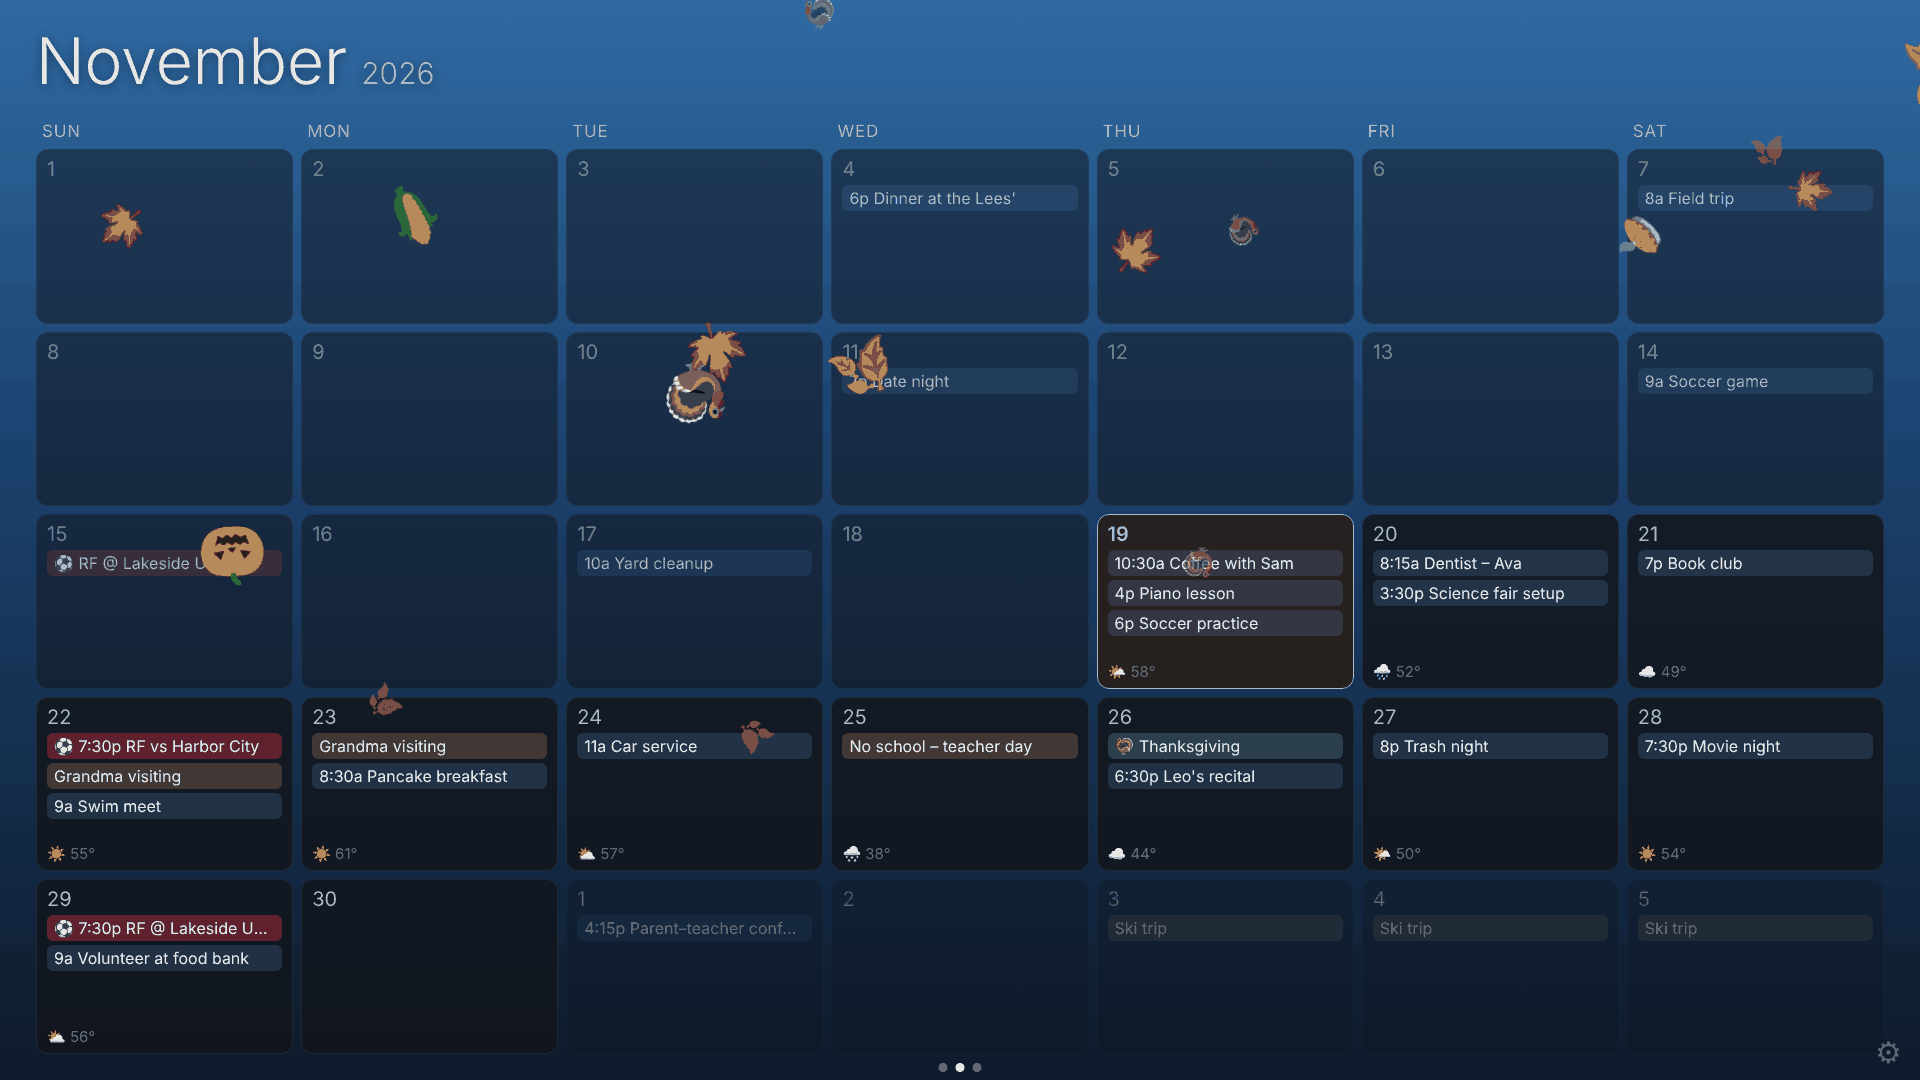 November 2026
SUN MON TUE WED THU FRI SAT
1 2 3 4 5 6 7
6p Dinner at the Lees'
8a Field trip
8 9 10 11 12 13 14
night
9a Soccer game
15 16 17 18 19 20 21
RF @ Lakeside
10a Yard cleanup
10:30a Coffee with Sam
4p Piano lesson
6p Soccer practice
58°
8:15a Dentist – Ava
3:30p Science fair setup
52°
7p Book club
49°
22 23 24 25 26 27 28
7:30p RF vs Harbor City
Grandma visiting
9a Swim meet
55°
Grandma visiting
8:30a Pancake breakfast
61°
11a Car service
57°
No school – teacher day
38°
Thanksgiving
6:30p Leo's recital
44°
8p Trash night
50°
7:30p Movie night
54°
29 30 1 2 3 4 5
7:30p RF @ Lakeside U...
9a Volunteer at food bank
56°
4:15p Parent–teacher conf...
Ski trip
Ski trip
Ski trip